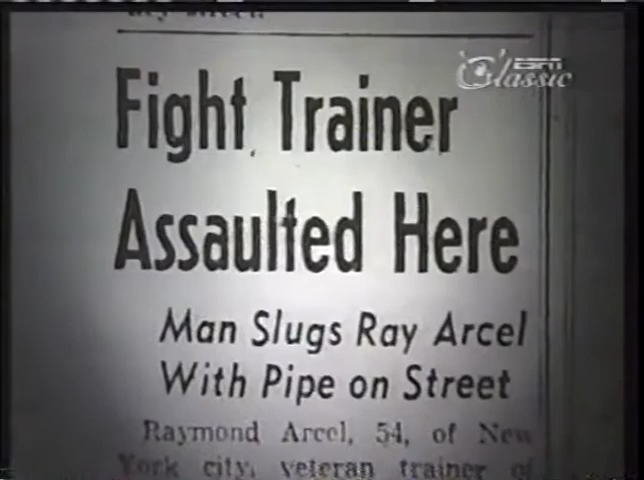 ESPN
Classic
Fight Trainer
Assaulted Here
Man Slugs Ray Arcel
With Pipe on Street
Raymond Arcel, 54, of New
York city, veteran trainer of